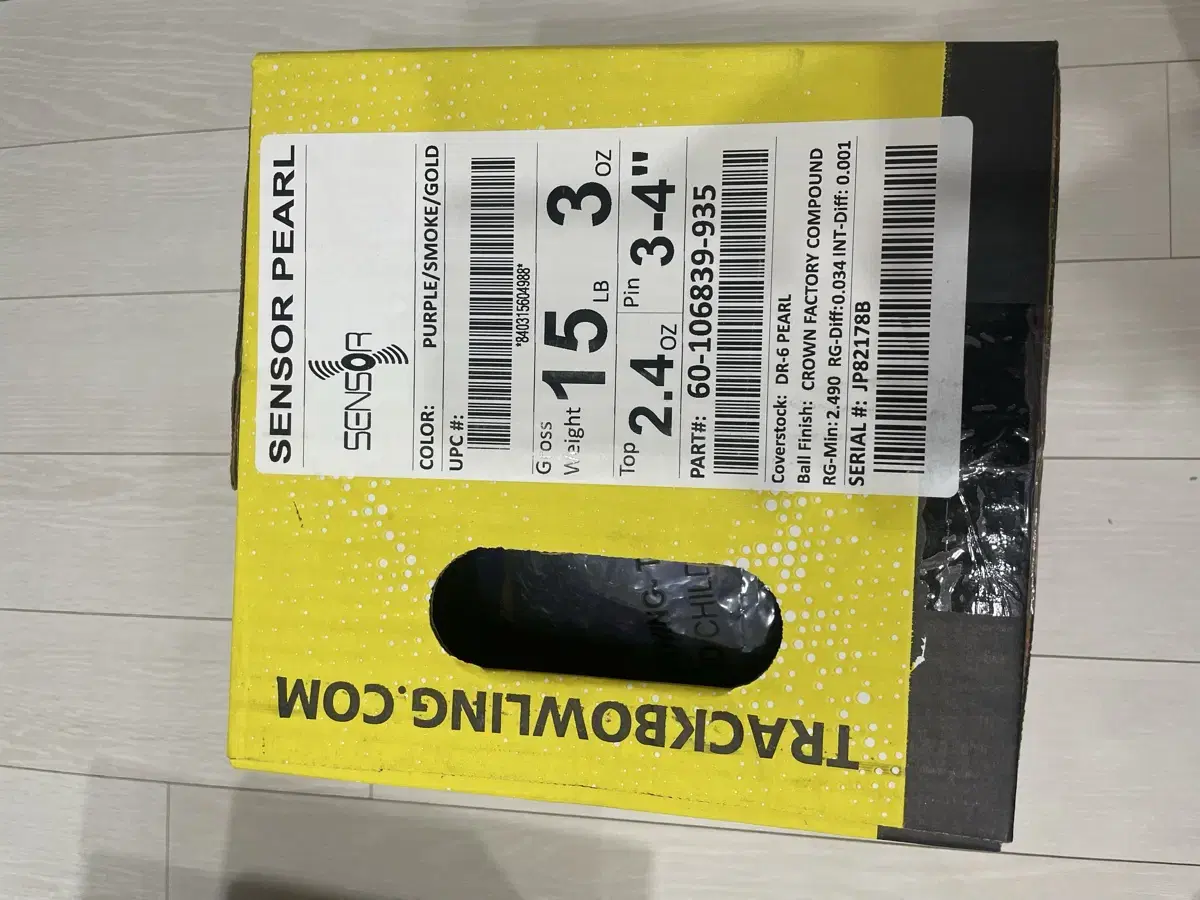 SENSOR PEARL
SENSOR
COLOR: PURPLE/SMOKE/GOLD
UPC #:
*840315604988*
Gross Weight 15 LB 3 OZ
Top 2.4 OZ Pin 3-4"
PART#: 60-106839-935
Coverstock: DR-6 PEARL
Ball Finish: CROWN FACTORY COMPOUND
RG-Min: 2.490 RG-Diff:0.034 INT-Diff: 0.001
SERIAL #: JP82178B
TRACKBOWLING.COM